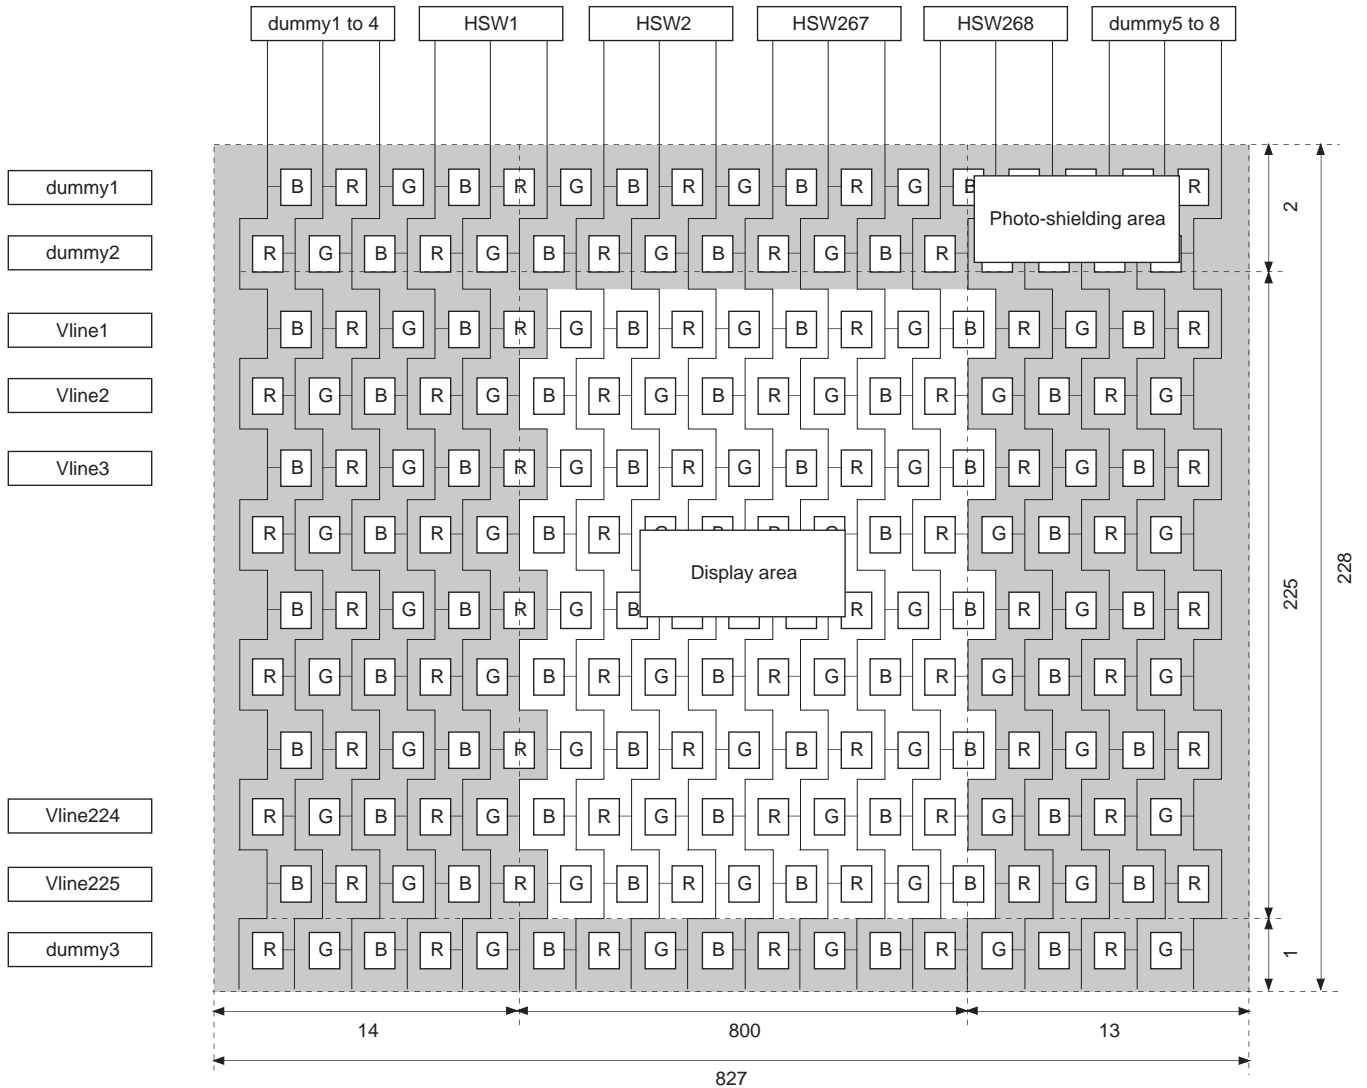 dummy1 to 4 HSW1 HSW2 HSW267 HSW268 dummy5 to 8
dummy1 B R G B R G B R G B R G B R
Photo-shielding area
2
dummy2 R G B R G B R G B R G B R
Vline1 B R G B R G B R G B R G B R G B R
Vline2 R G B R G B R G B R G B R G B R G
Vline3 B R G B R G B R G B R G B R G B R
R G B R G B R G B R G B R G B R G
Display area
228
225
B R G B R G B R G B R G B R
R G B R G B R G B R G B R G B R G
B R G B R G B R G B R G B R G B R
Vline224 R G B R G B R G B R G B R G B R G
Vline225 B R G B R G B R G B R G B R G B R
dummy3 R G B R G B R G B R G B R G B R G
1
14 800 13
827